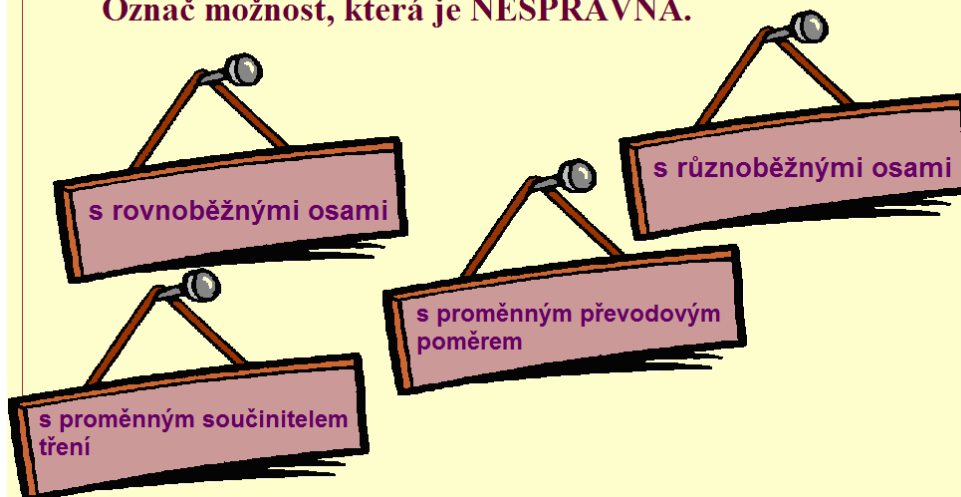 Označ možnost, která je NESPRÁVNÁ.
s různoběžnými osami
s rovnoběžnými osami
s proměnným převodovým
poměrem
s proměnným součinitelem
tření